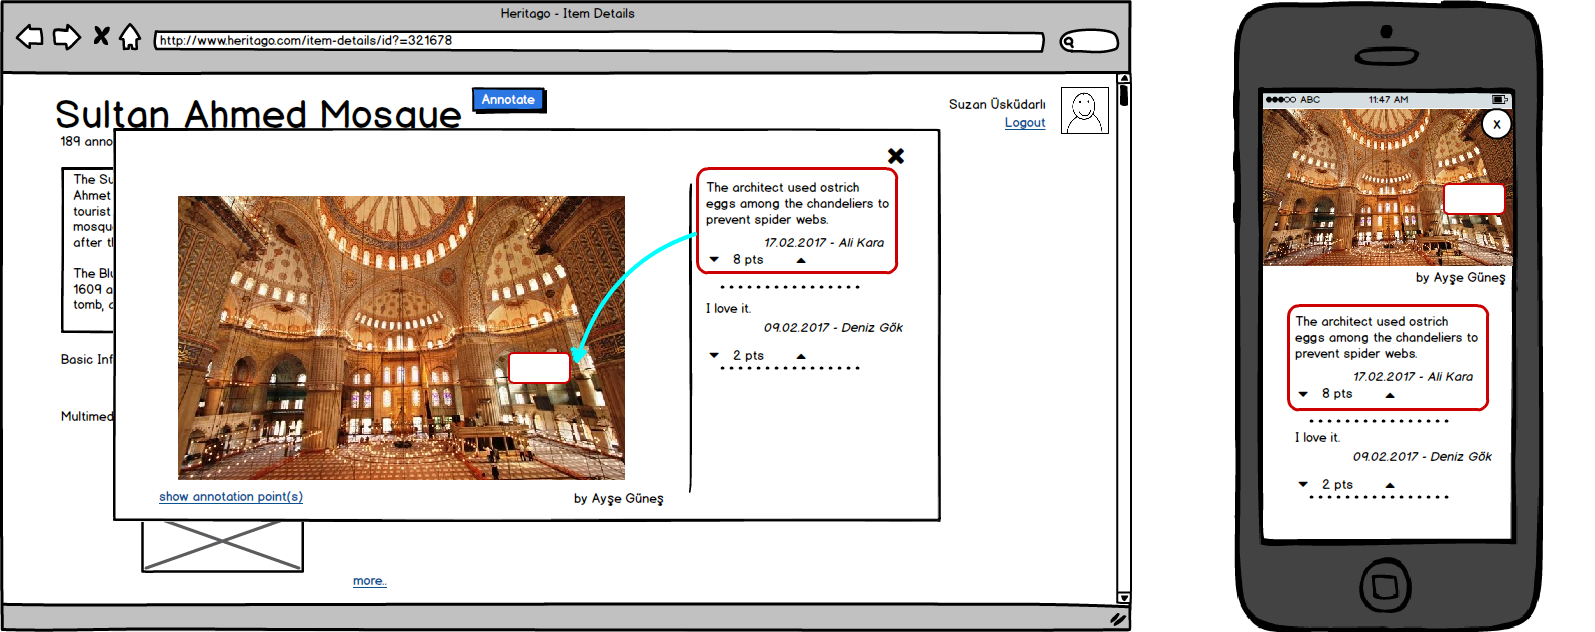 Heritago - Item Details
http://www.heritago.com/item-details/id?=321678
Sultan Ahmed Mosque
Annotate
Suzan Üsküdarlı
Logout
189 anno
The Su
Ahmet
tourist
mosqu
after th
The Blu
1609 a
tomb, a
Basic Inf
Multimed
The architect used ostrich
eggs among the chandeliers to
prevent spider webs.
17.02.2017 - Ali Kara
8 pts
I love it.
09.02.2017 - Deniz Gök
2 pts
show annotation point(s)
by Ayşe Güneş
more..
ABC
11:47 AM
X
by Ayşe Güneş
The architect used ostrich
eggs among the chandeliers to
prevent spider webs.
17.02.2017 - Ali Kara
8 pts
I love it.
09.02.2017 - Deniz Gök
2 pts